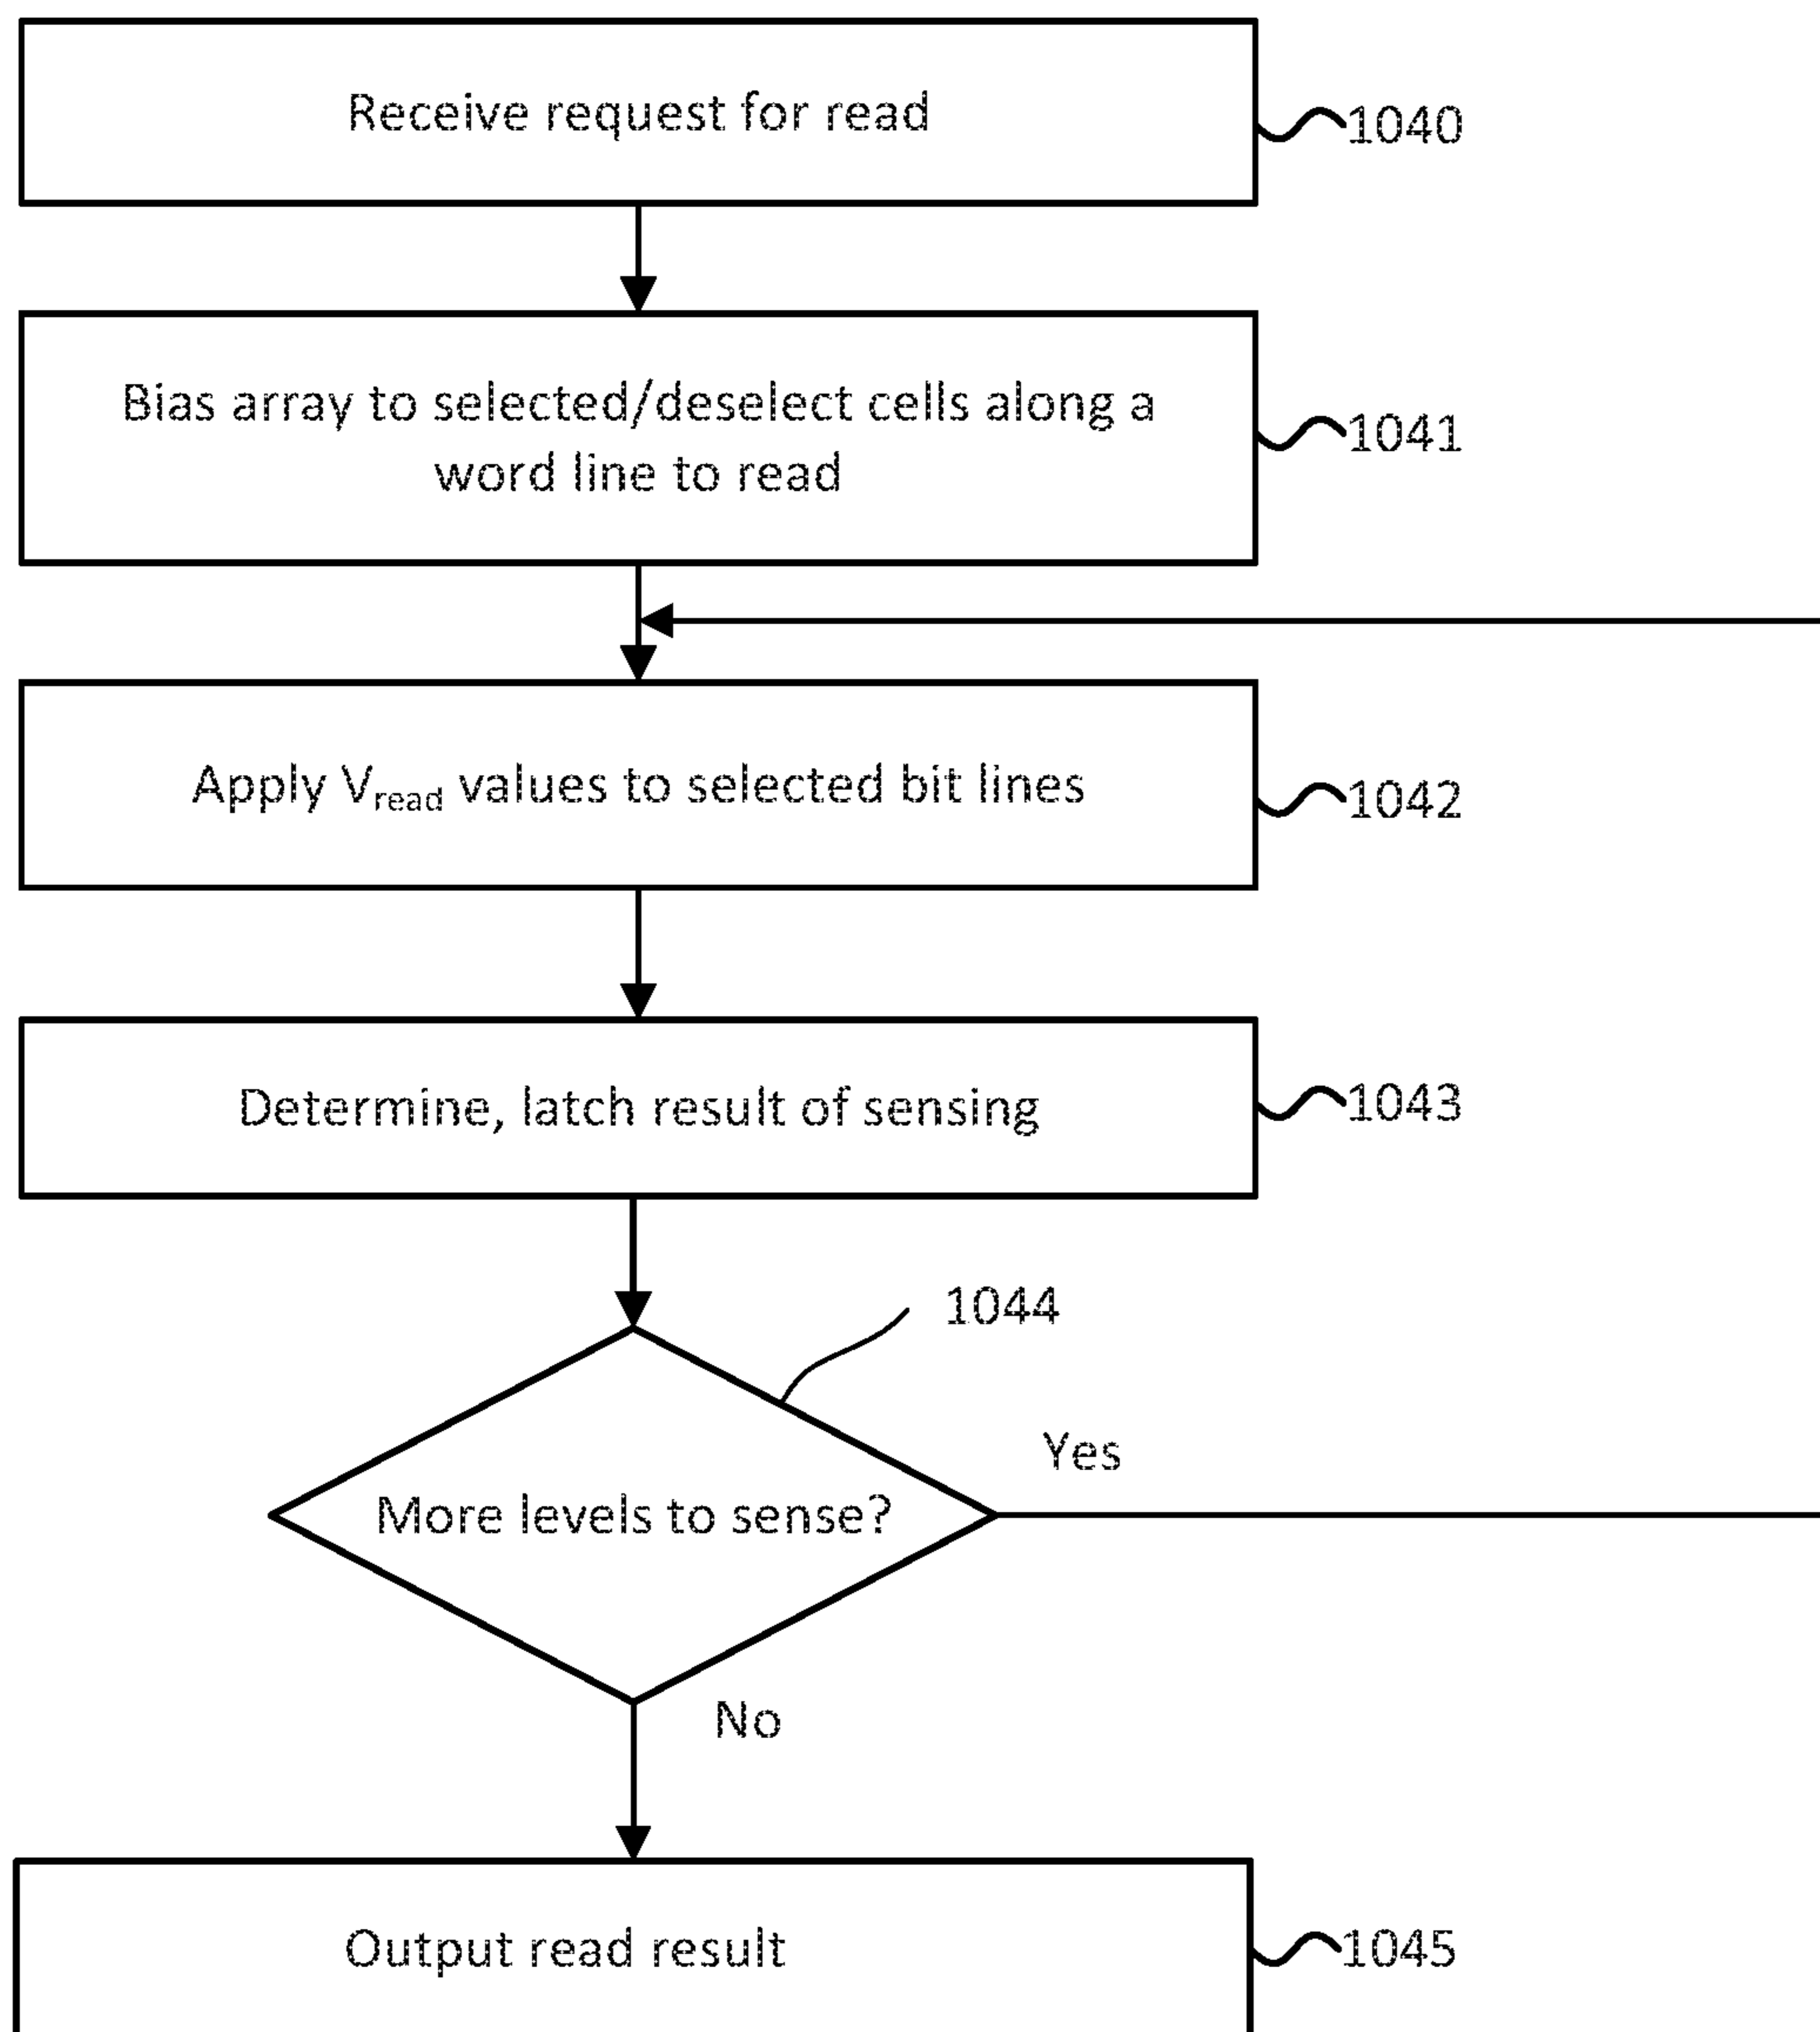 Receive request for read
1040
Bias array to selected/deselect cells along a
word line to read
1041
Apply Vread values to selected bit lines
1042
Determine, latch result of sensing
1043
1044
Yes
More levels to sense?
No
Output read result
1045